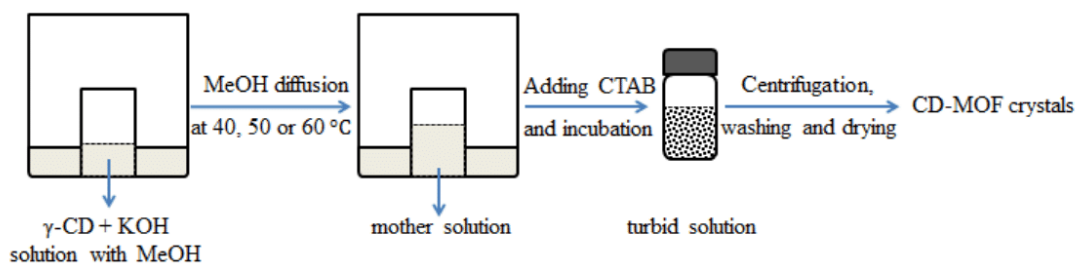 MeOH diffusion
at 40, 50 or 60 °C
Adding CTAB
and incubation
Centrifugation,
washing and drying
CD-MOF crystals
γ-CD + KOH
solution with MeOH
mother solution
turbid solution